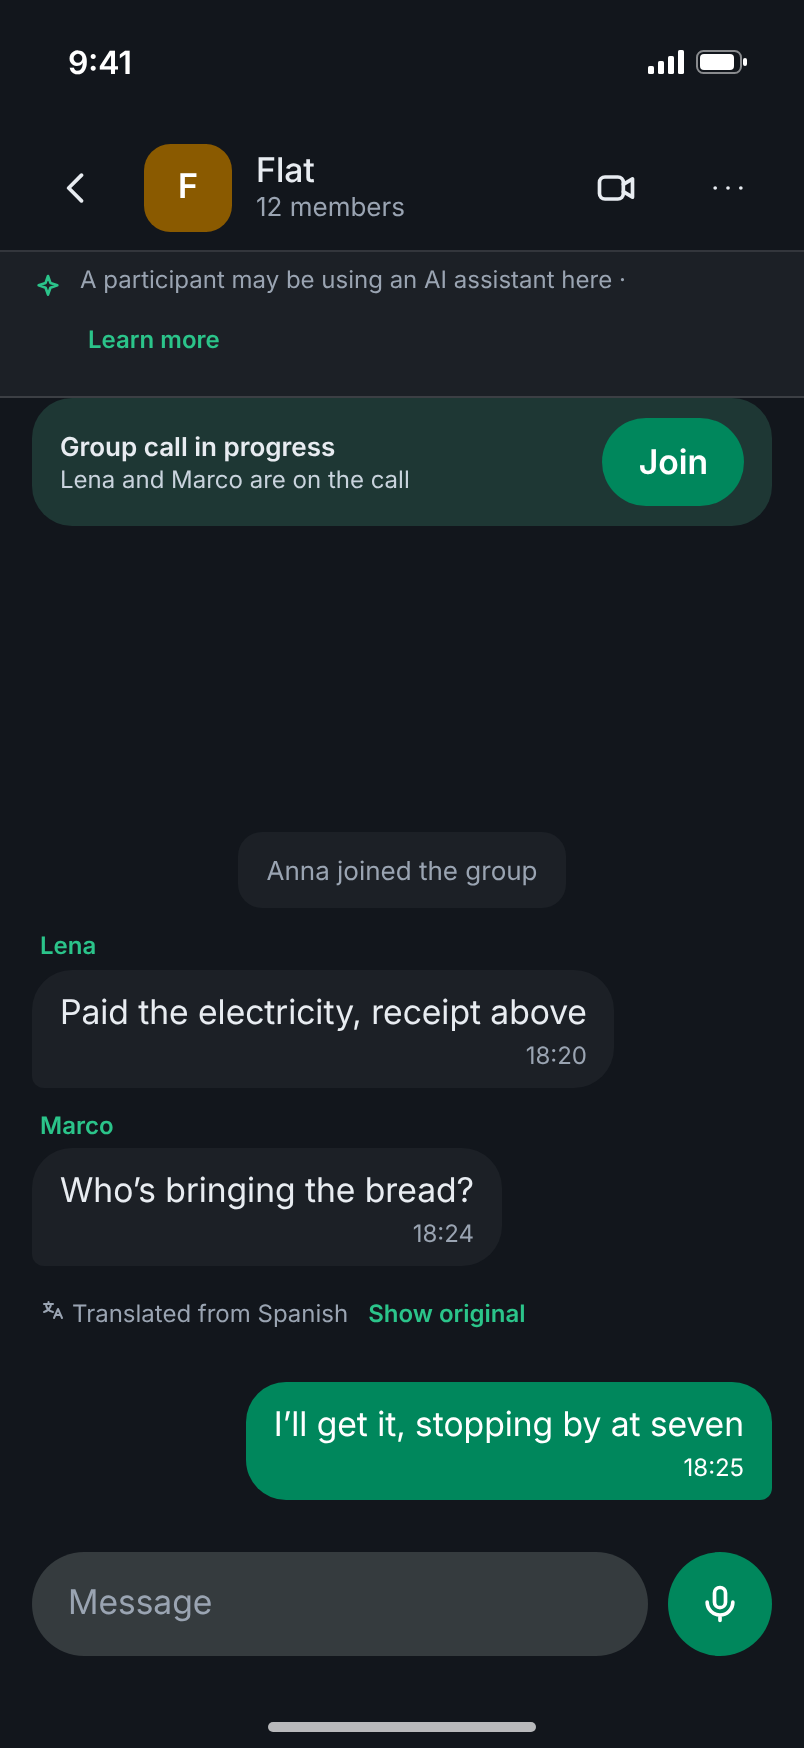 9:41
F
Flat
12 members
A participant may be using an AI assistant here ·
Learn more
Group call in progress
Lena and Marco are on the call
Join
Anna joined the group
Lena
Paid the electricity, receipt above
18:20
Marco
Who’s bringing the bread?
18:24
Translated from Spanish Show original
I’ll get it, stopping by at seven
18:25
Message